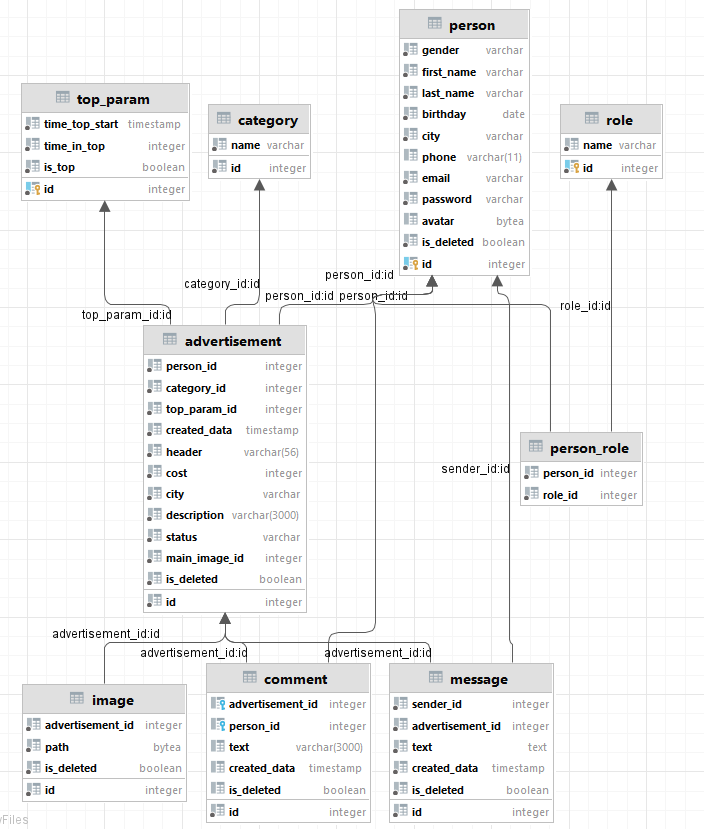 person
gender varchar
first_name varchar
last_name varchar
birthday date
city varchar
phone varchar(11)
email varchar
password varchar
avatar bytea
is_deleted boolean
id integer
top_param
time_top_start timestamp
time_in_top integer
is_top boolean
id integer
category
name varchar
id integer
role
name varchar
id integer
person_id:id
category_id:id
person_id:id
person_id:id
role_id:id
top_param_id:id
advertisement
person_id integer
category_id integer
top_param_id integer
created_data timestamp
header varchar(56)
cost integer
city varchar
description varchar(3000)
status varchar
main_image_id integer
is_deleted boolean
id integer
person_role
person_id integer
role_id integer
sender_id:id
advertisement_id:id
advertisement_id:id
advertisement_id:id
image
advertisement_id integer
path bytea
is_deleted boolean
id integer
comment
advertisement_id integer
person_id integer
text varchar(3000)
created_data timestamp
is_deleted boolean
id integer
message
sender_id integer
advertisement_id integer
text text
created_data timestamp
is_deleted boolean
id integer
Files